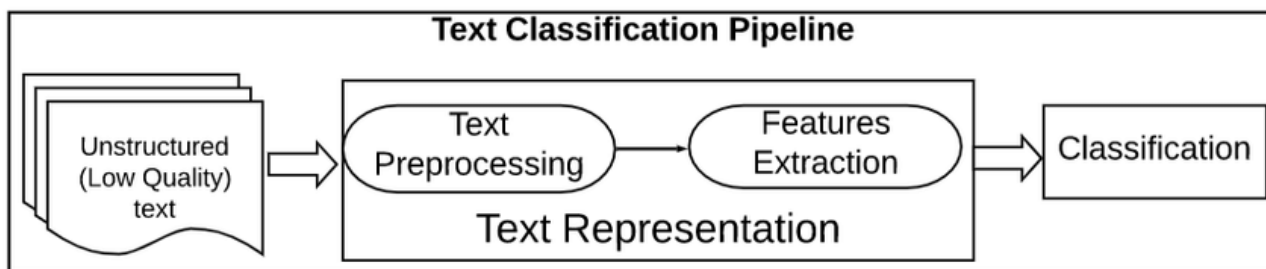 Text Classification Pipeline
Unstructured
(Low Quality)
text
Text
Preprocessing
Features
Extraction
Text Representation
Classification